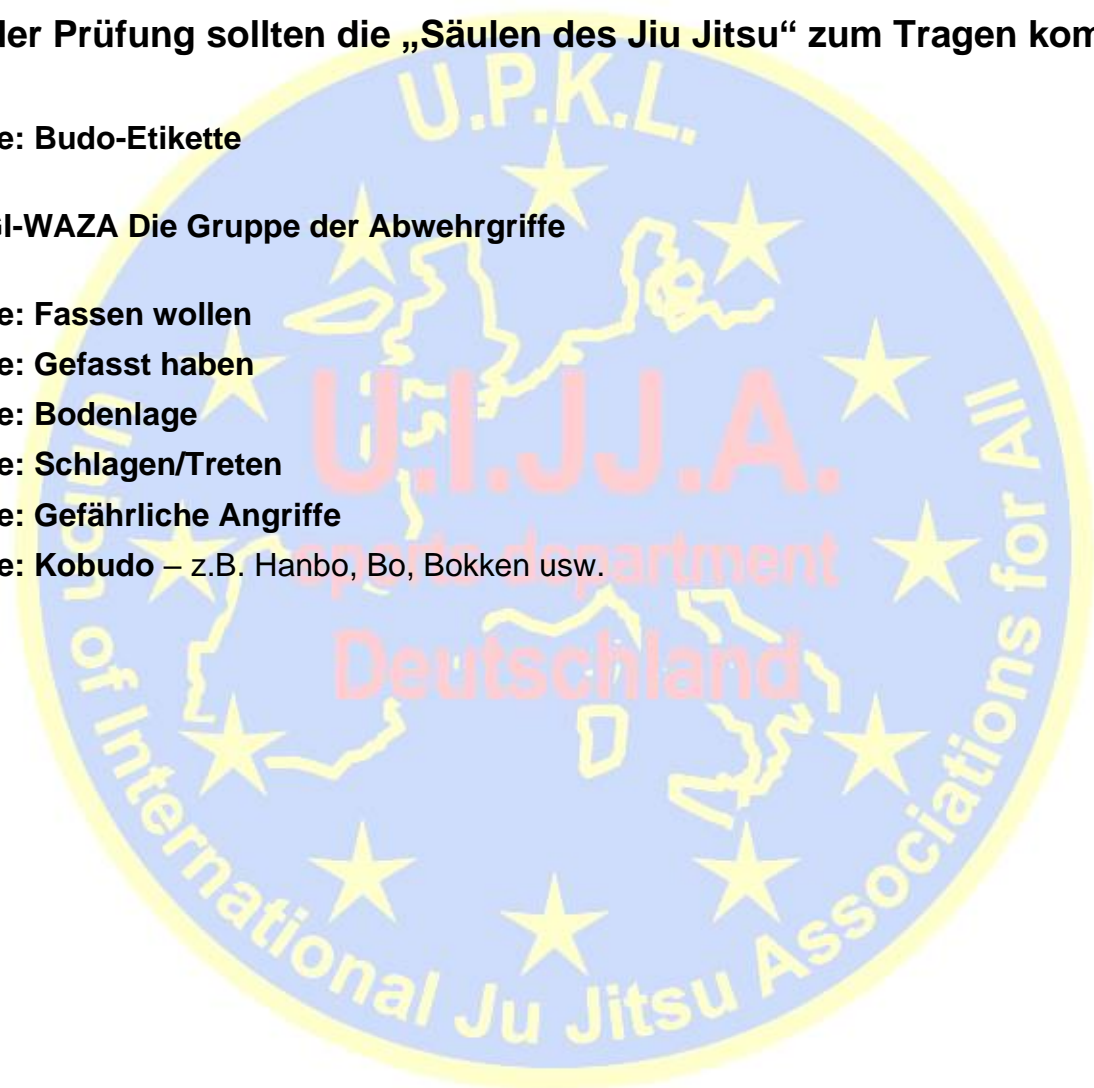 der Prüfung sollten die „Säulen des Jiu Jitsu“ zum Tragen kom
U.P.K.L.
e: Budo-Etikette
GI-WAZA Die Gruppe der Abwehrgriffe
e: Fassen wollen
e: Gefasst haben
e: Bodenlage
e: Schlagen/Treten
e: Gefährliche Angriffe
e: Kobudo – z.B. Hanbo, Bo, Bokken usw.
U.I.JJ.A.
sports department
Deutschland
Union of International Ju Jitsu Associations for All